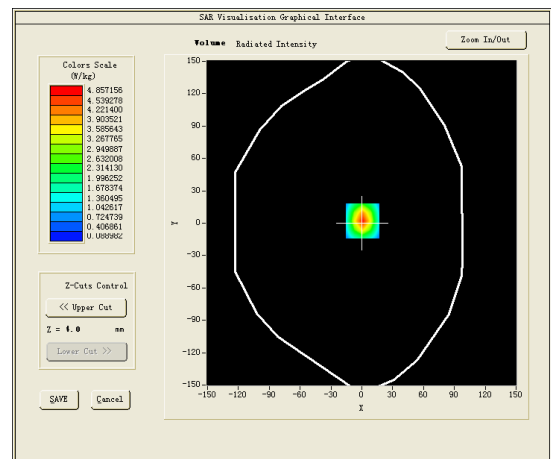 SAR Visualisation Graphical Interface
Volume Radiated Intensity
Zoom In/Out
Colors Scale
(W/kg)
4.857156
4.539278
4.221400
3.903521
3.585643
3.267765
2.949887
2.632008
2.314130
1.996252
1.678374
1.360495
1.042617
0.724739
0.406861
0.088982
Z-Cuts Control
<< Upper Cut
Z = 4.0 mm
Lower Cut >>
SAVE Cancel
150
120
90
60
30
0
-30
-60
-90
-120
-150
Y
-150 -120 -90 -60 -30 0 30 60 90 120 150
X